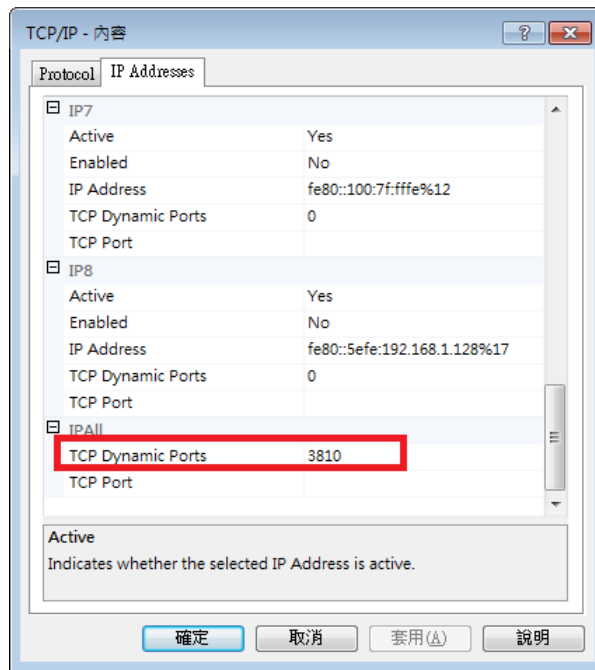 TCP/IP - 內容
Protocol IP Addresses
IP7
Active Yes
Enabled No
IP Address fe80::100:7f:fffe%12
TCP Dynamic Ports 0
TCP Port
IP8
Active Yes
Enabled No
IP Address fe80::5efe:192.168.1.128%17
TCP Dynamic Ports 0
TCP Port
IPAll
TCP Dynamic Ports 3810
TCP Port
Active
Indicates whether the selected IP Address is active.
確定 取消 套用(A) 說明